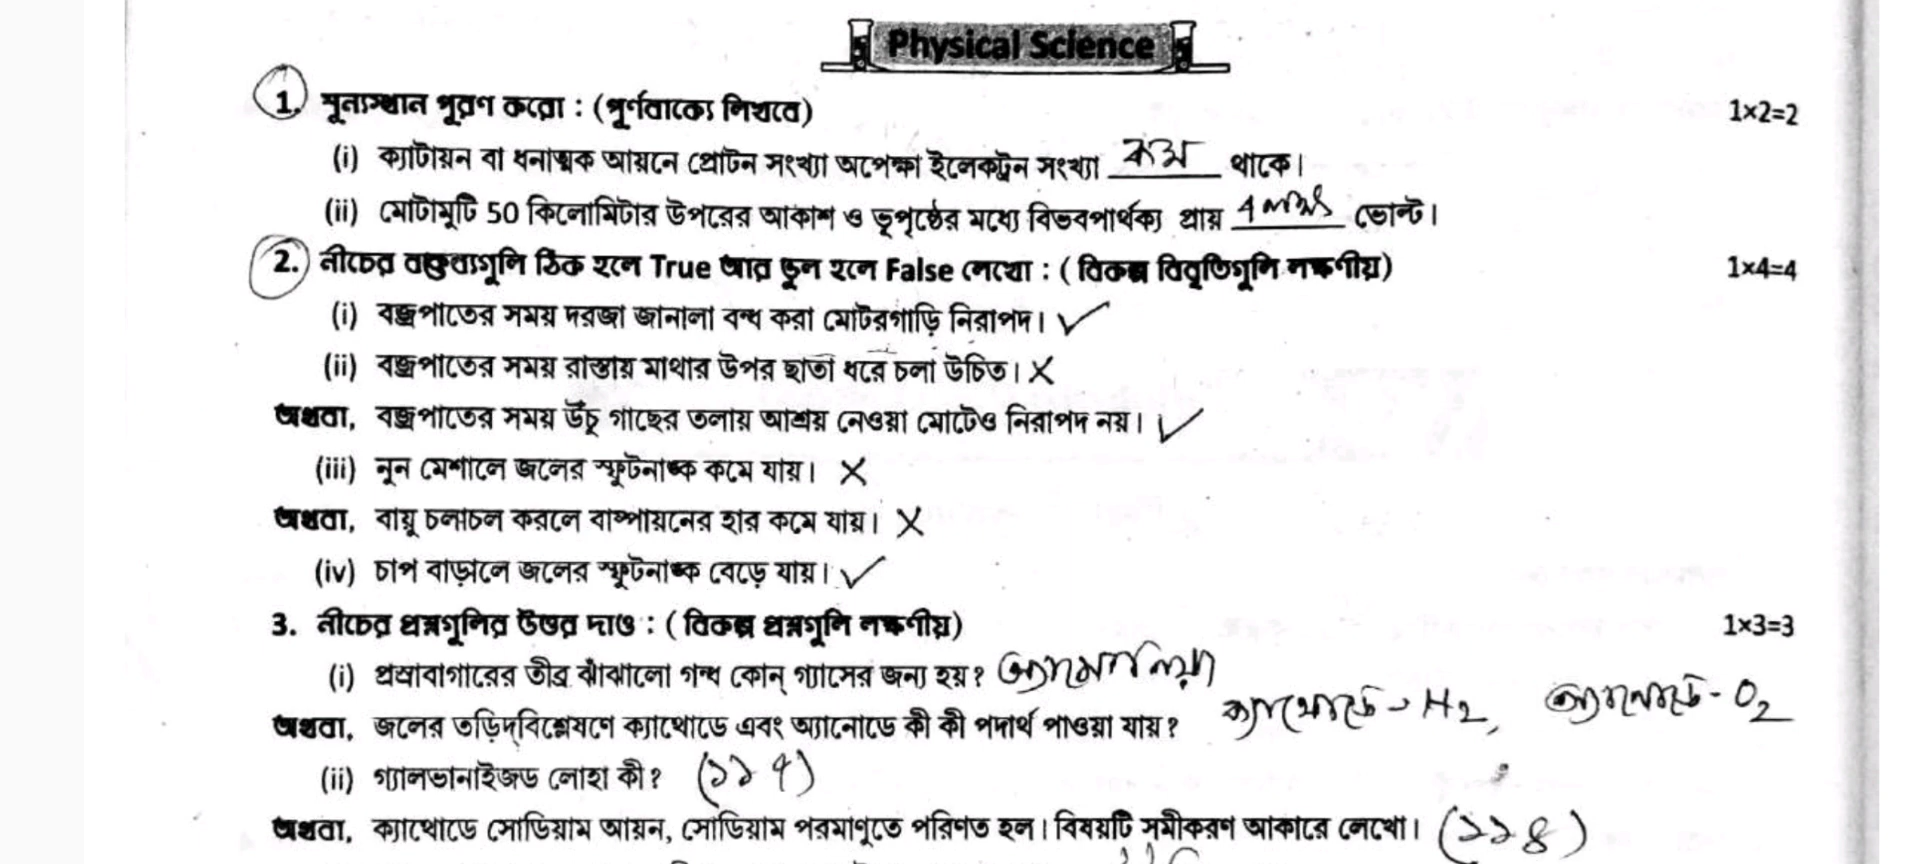 Physical Science
1. শূন্যস্থান পূরণ করো : (পূর্ণবাক্যে লিখবে) 1×2=2
(i) ক্যাটায়ন বা ধনাত্মক আয়নে প্রোটন সংখ্যা অপেক্ষা ইলেকট্রন সংখ্যা কম থাকে।
(ii) মোটামুটি 50 কিলোমিটার উপরের আকাশ ও ভূপৃষ্ঠের মধ্যে বিভবপার্থক্য প্রায় 4 লক্ষ ভোল্ট।
2. নীচের বক্তব্যগুলি ঠিক হলে True আর ভুল হলে False লেখো : ( বিকল্প বিবৃতিগুলি লক্ষণীয়) 1×4=4
(i) বজ্রপাতের সময় দরজা জানালা বন্ধ করা মোটরগাড়ি নিরাপদ। ✓
(ii) বজ্রপাতের সময় রাস্তায় মাথার উপর ছাতা ধরে চলা উচিত। ✗
অথবা, বজ্রপাতের সময় উঁচু গাছের তলায় আশ্রয় নেওয়া মোটেও নিরাপদ নয়। ✓
(iii) নুন মেশালে জলের স্ফুটনাঙ্ক কমে যায়। ✗
অথবা, বায়ু চলাচল করলে বাষ্পায়নের হার কমে যায়। ✗
(iv) চাপ বাড়ালে জলের স্ফুটনাঙ্ক বেড়ে যায়। ✓
3. নীচের প্রশ্নগুলির উত্তর দাও : ( বিকল্প প্রশ্নগুলি লক্ষণীয়) 1×3=3
(i) প্রস্রাবাগারের তীব্র ঝাঁঝালো গন্ধ কোন্ গ্যাসের জন্য হয়? অ্যামোনিয়া
অথবা, জলের তড়িদ্‌বিশ্লেষণে ক্যাথোডে এবং অ্যানোডে কী কী পদার্থ পাওয়া যায়? ক্যাথোডে - H₂, অ্যানোডে - O₂
(ii) গ্যালভানাইজড লোহা কী? (১১৭)
অথবা, ক্যাথোডে সোডিয়াম আয়ন, সোডিয়াম পরমাণুতে পরিণত হল। বিষয়টি সমীকরণ আকারে লেখো। (১১৪)